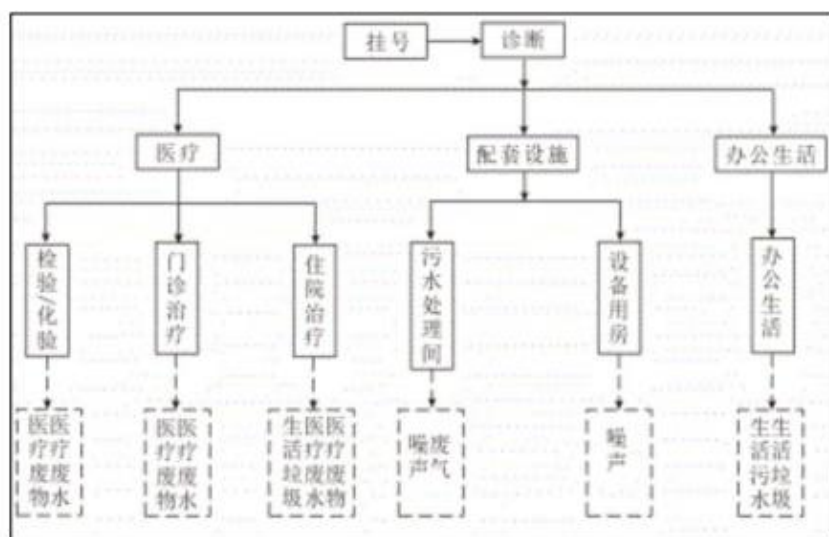 挂号
诊断
医疗
配套设施
办公生活
检验/化验
门诊治疗
住院治疗
污水处理间
设备用房
办公生活
医疗废水
医疗废物
医疗废水
医疗废物
医疗废物
医疗废水
生活垃圾
废气
噪声
噪声
生活垃圾
生活污水